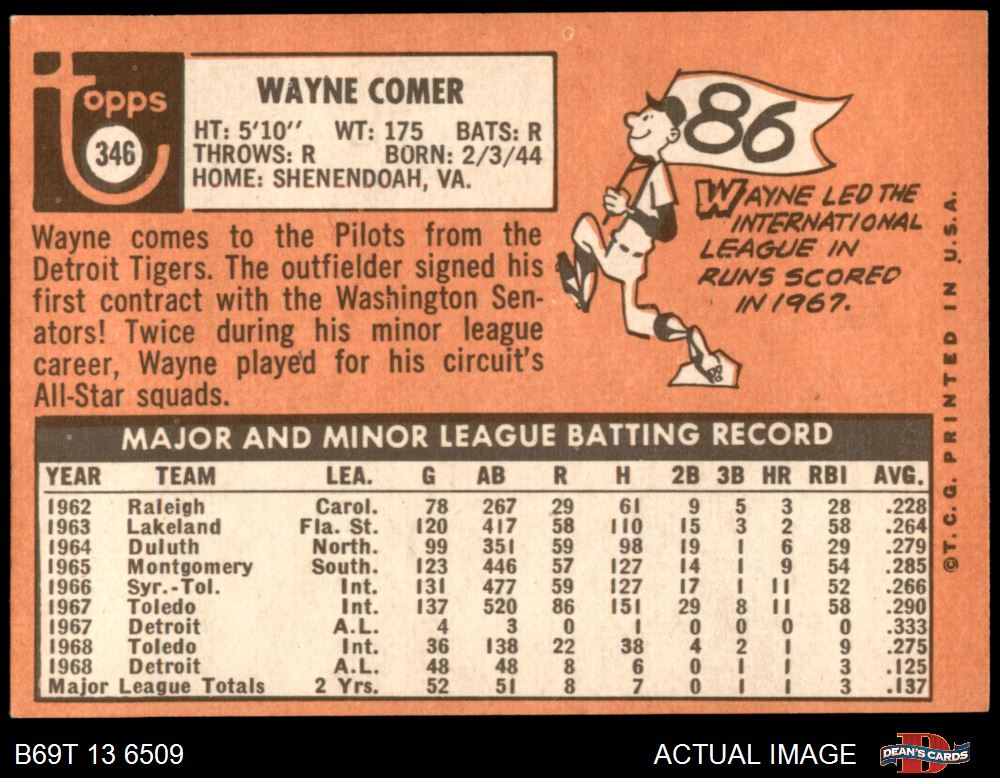 topps
346
WAYNE COMER
HT: 5'10'' WT: 175 BATS: R
THROWS: R BORN: 2/3/44
HOME: SHENENDOAH, VA.
86
WAYNE LED THE
INTERNATIONAL
LEAGUE IN
RUNS SCORED
IN 1967.
Wayne comes to the Pilots from the
Detroit Tigers. The outfielder signed his
first contract with the Washington Sen-
ators! Twice during his minor league
career, Wayne played for his circuit's
All-Star squads.
MAJOR AND MINOR LEAGUE BATTING RECORD
YEAR TEAM LEA. G AB R H 2B 3B HR RBI AVG.
1962 Raleigh Carol. 78 267 29 61 9 5 3 28 .228
1963 Lakeland Fla. St. 120 417 58 110 15 3 2 58 .264
1964 Duluth North. 99 351 59 98 19 1 6 29 .279
1965 Montgomery South. 123 446 57 127 14 1 9 54 .285
1966 Syr.-Tol. Int. 131 477 59 127 17 1 11 52 .266
1967 Toledo Int. 137 520 86 151 29 8 11 58 .290
1967 Detroit A.L. 4 3 0 1 0 0 0 0 .333
1968 Toledo Int. 36 138 22 38 4 2 1 9 .275
1968 Detroit A.L. 48 48 8 6 0 1 1 3 .125
Major League Totals 2 Yrs. 52 51 8 7 0 1 1 3 .137
©T.C.G. PRINTED IN U.S.A.
B69T 13 6509
ACTUAL IMAGE
D
DEAN'S CARDS